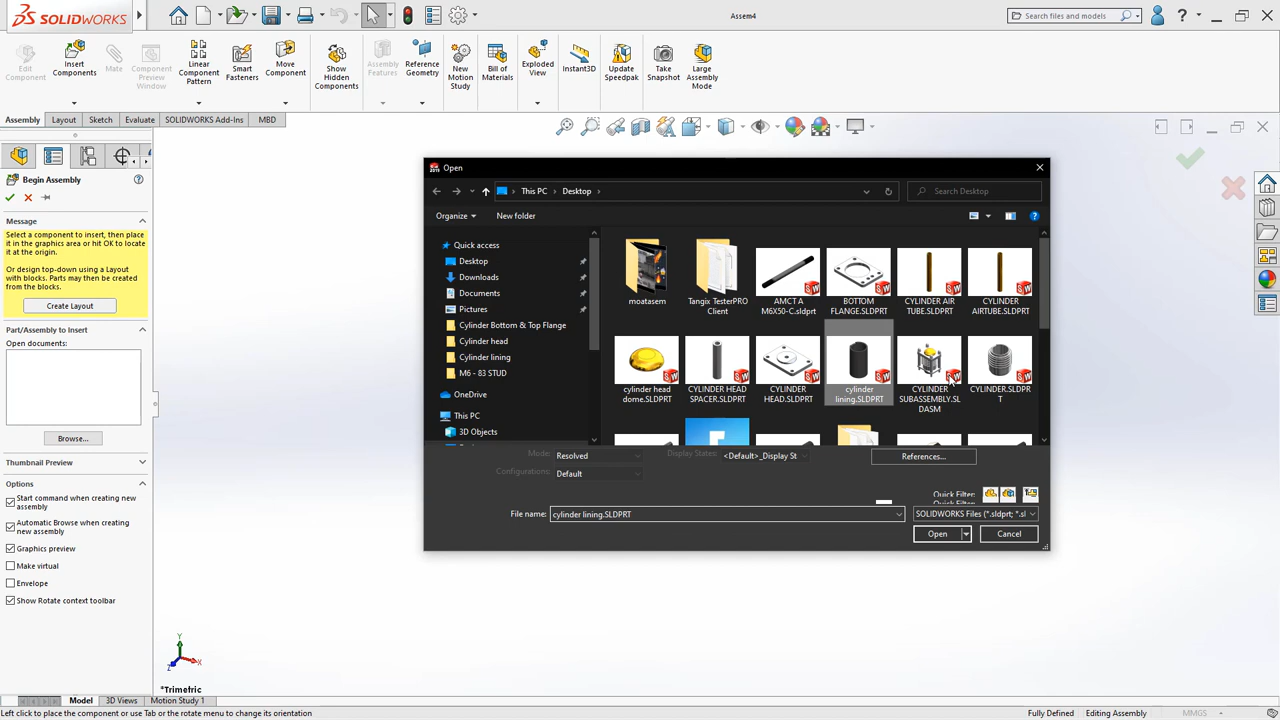 SOLIDWORKS
Assem4
Search files and models
Edit Component
Insert Components
Mate
Component Preview Window
Linear Component Pattern
Smart Fasteners
Move Component
Show Hidden Components
Assembly Features
Reference Geometry
New Motion Study
Bill of Materials
Exploded View
Instant3D
Update Speedpak
Take Snapshot
Large Assembly Mode
Assembly
Layout
Sketch
Evaluate
SOLIDWORKS Add-Ins
MBD
Begin Assembly
Message
Select a component to insert, then place
it in the graphics area or hit OK to locate
it at the origin.
Or design top-down using a Layout
with blocks. Parts may then be created
from the blocks.
Create Layout
Part/Assembly to Insert
Open documents:
Browse...
Thumbnail Preview
Options
Start command when creating new
assembly
Automatic Browse when creating
new assembly
Graphics preview
Make virtual
Envelope
Show Rotate context toolbar
Open
This PC
Desktop
Search Desktop
Organize
New folder
Quick access
Desktop
Downloads
Documents
Pictures
Cylinder Bottom & Top Flange
Cylinder head
Cylinder lining
M6 - 83 STUD
OneDrive
This PC
3D Objects
moatasem
Tangix TesterPRO
Client
AMCT A
M6X50-C.sldprt
BOTTOM
FLANGE.SLDPRT
CYLINDER AIR
TUBE.SLDPRT
CYLINDER
AIRTUBE.SLDPRT
cylinder head
dome.SLDPRT
CYLINDER HEAD
SPACER.SLDPRT
CYLINDER
HEAD.SLDPRT
cylinder
lining.SLDPRT
CYLINDER
SUBASSEMBLY.SL
DASM
CYLINDER.SLDPR
T
Mode:
Resolved
Display States:
<Default>_Display St
References...
Configurations:
Default
Quick Filter:
File name:
cylinder lining.SLDPRT
SOLIDWORKS Files (*.sldprt; *.sl
Open
Cancel
Y
X
Z
*Trimetric
Model
3D Views
Motion Study 1
Left click to place the component or use Tab or the rotate menu to change its orientation
Fully Defined
Editing Assembly
MMGS